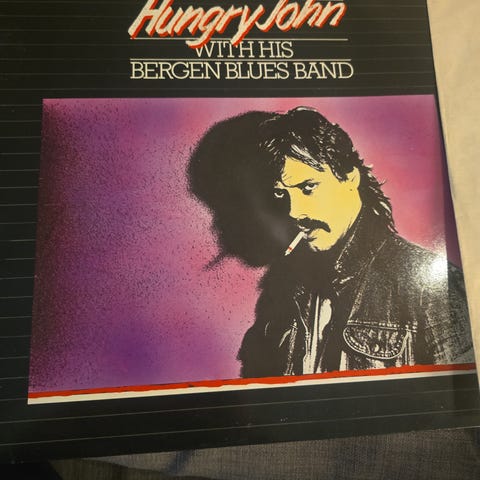 Hungry John
WITH HIS
BERGEN BLUES BAND